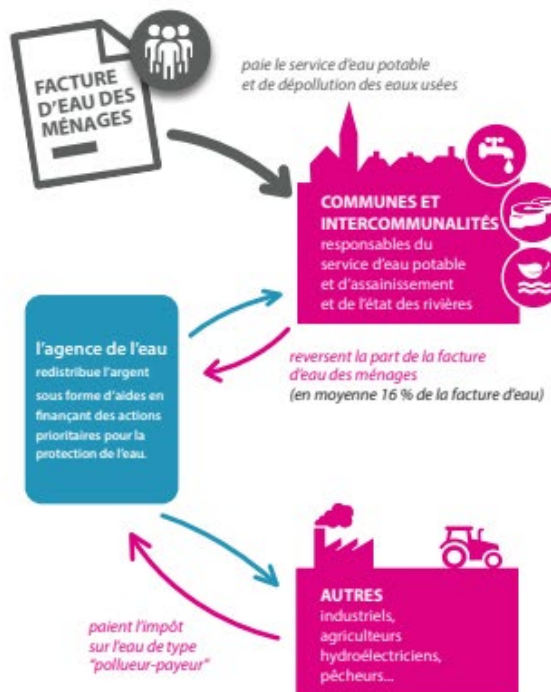 FACTURE
D'EAU DES
MÉNAGES
paie le service d'eau potable
et de dépollution des eaux usées
COMMUNES ET
INTERCOMMUNALITÉS
responsables du
service d'eau potable
et d'assainissement
et de l'état des rivières
l'agence de l'eau
redistribue l'argent
sous forme d'aides en
finançant des actions
prioritaires pour la
protection de l'eau.
reversent la part de la facture
d'eau des ménages
(en moyenne 16 % de la facture d'eau)
paient l'impôt
sur l'eau de type
"pollueur-payeur"
AUTRES
industriels,
agriculteurs
hydroélectriciens,
pêcheurs...